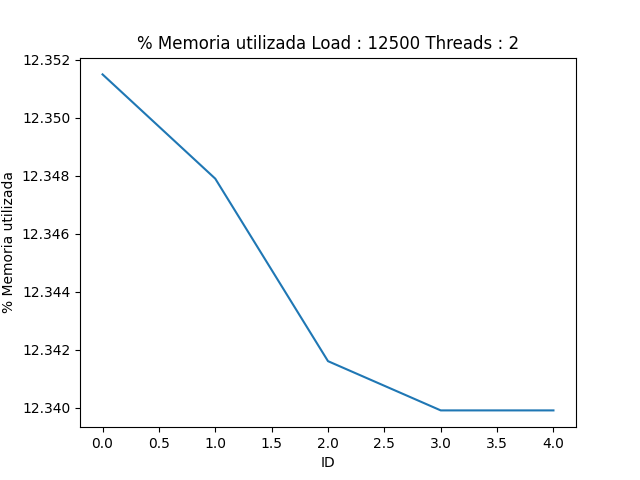 % Memoria utilizada Load : 12500 Threads : 2
12.352
12.350
12.348
12.346
12.344
12.342
12.340
% Memoria utilizada
0.0 0.5 1.0 1.5 2.0 2.5 3.0 3.5 4.0
ID